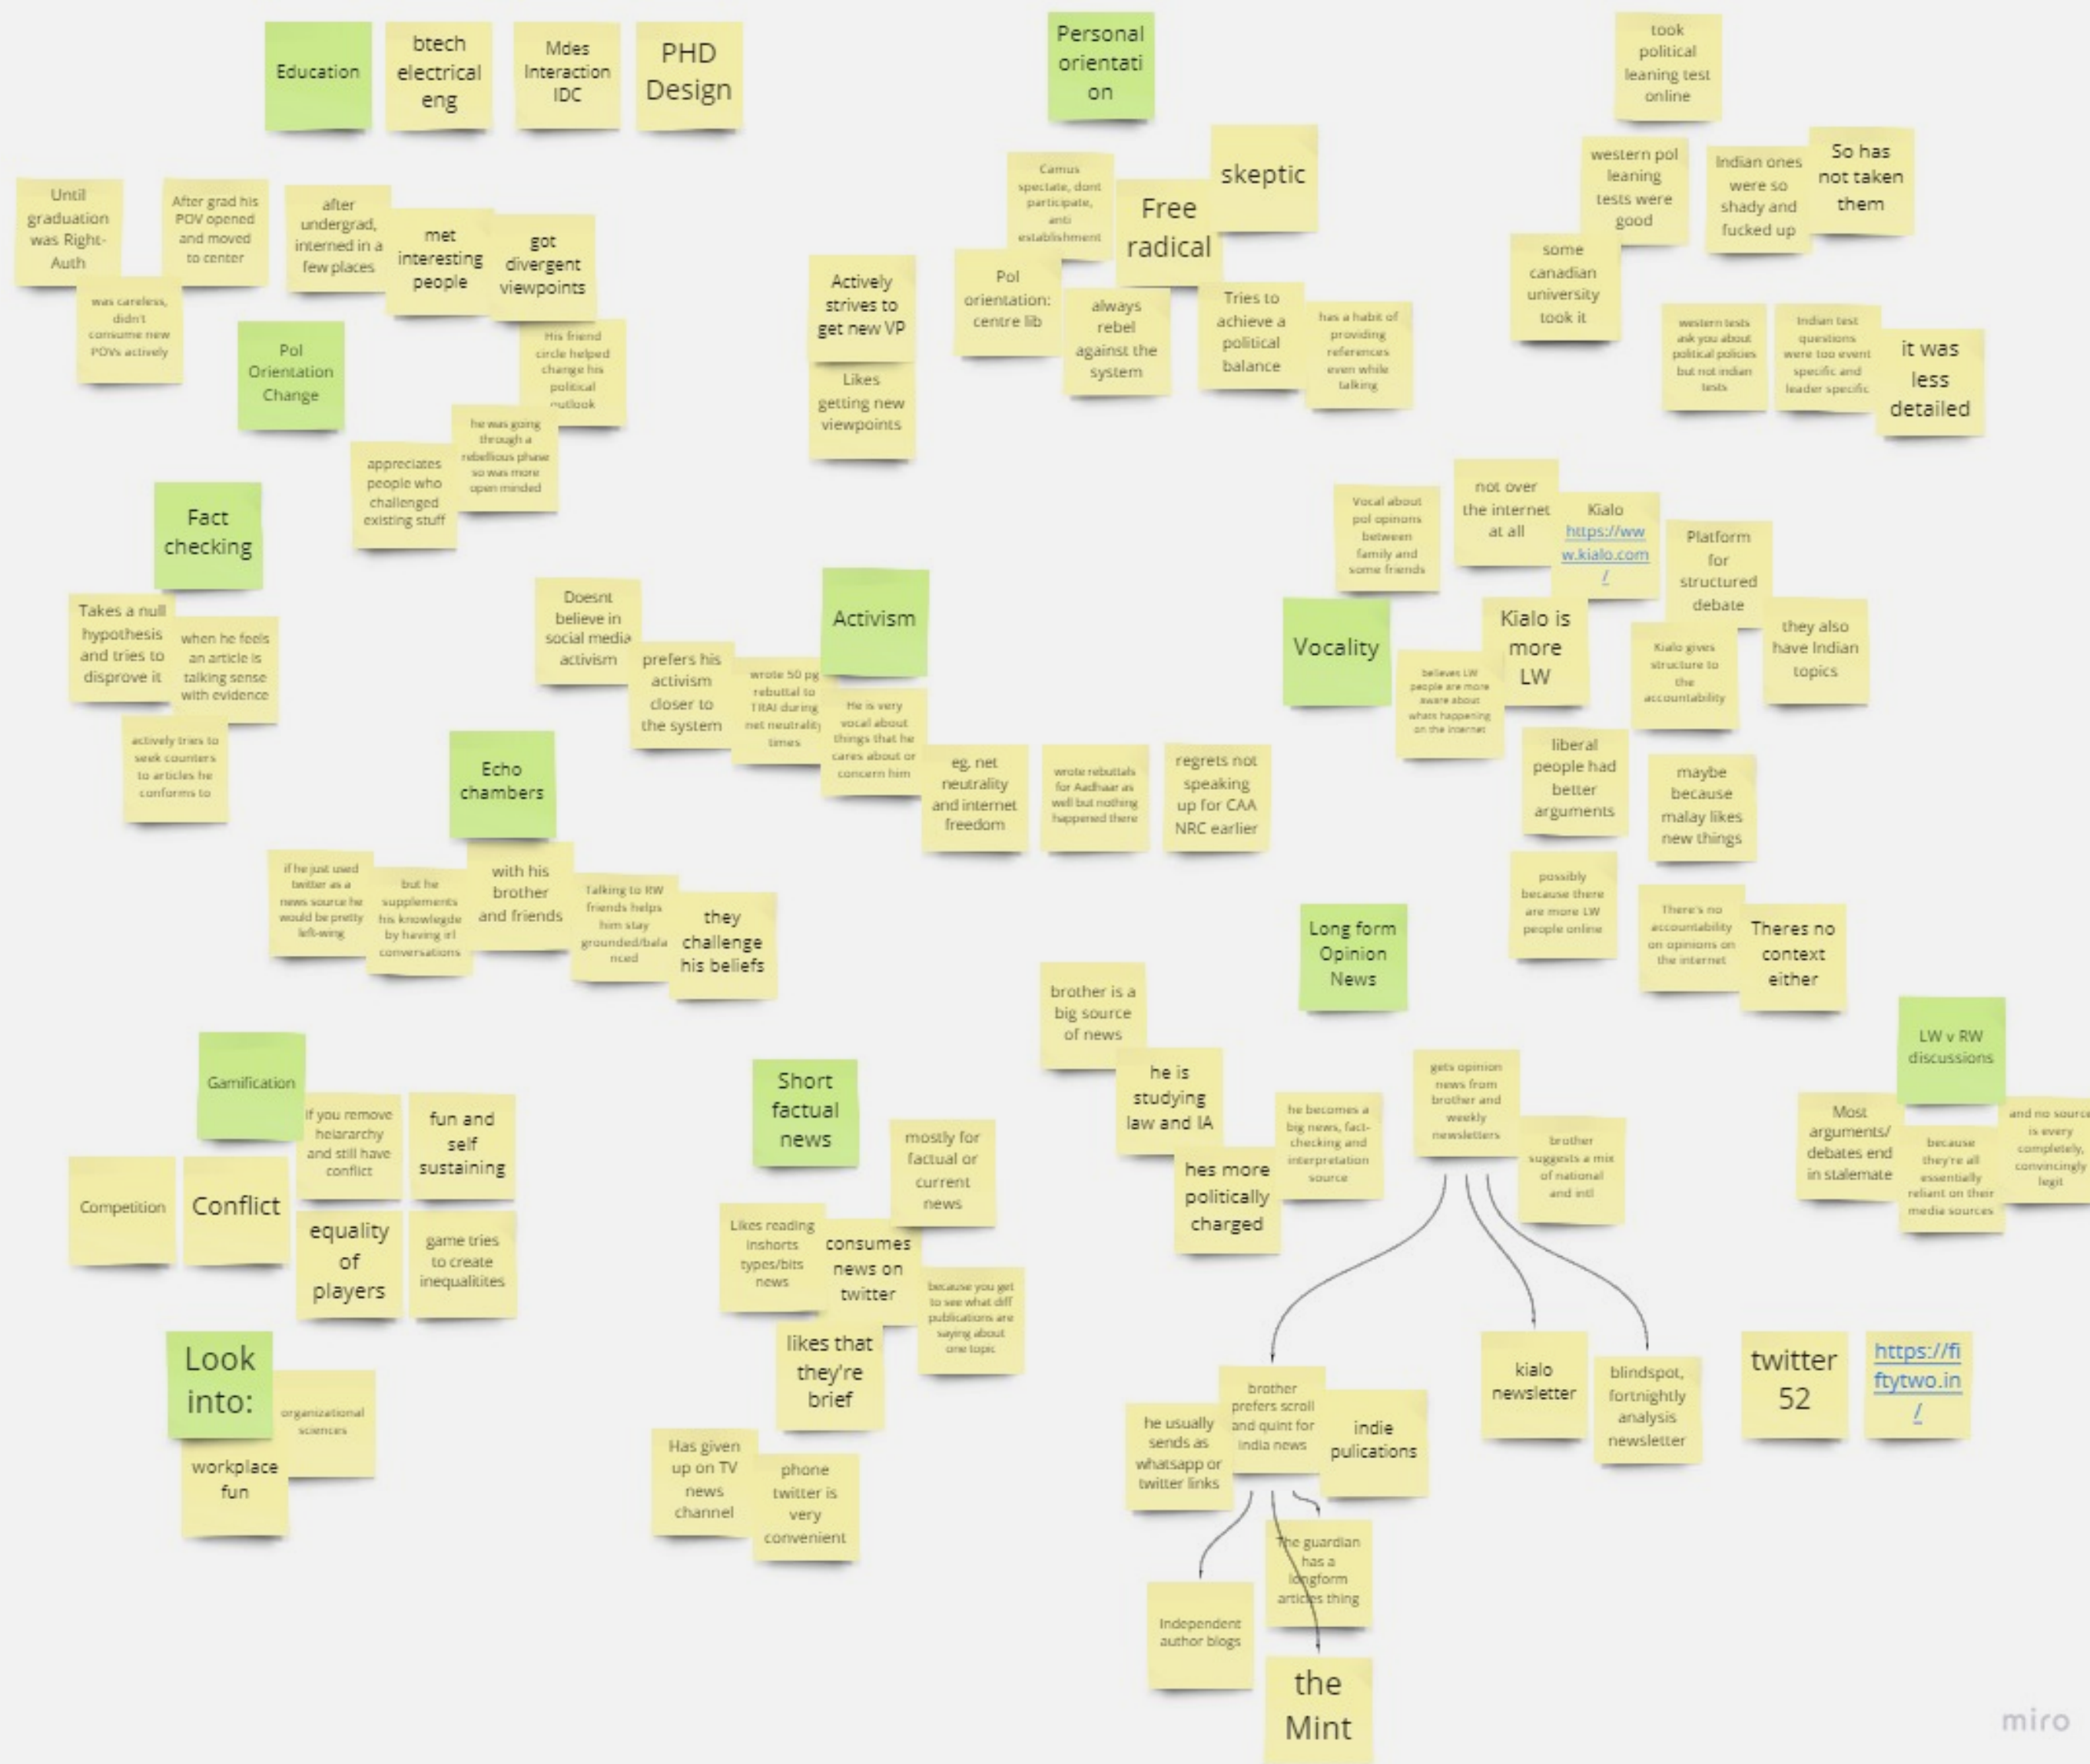 Education
btech
electrical
eng
Mdes
Interaction
IDC
PHD
Design
Until
graduation
was Right-
Auth
After grad his
POV opened
and moved
to center
was careless,
didn't
consume new
POVs actively
after
undergrad,
interned in a
few places
met
interesting
people
got
divergent
viewpoints
Pol
Orientation
Change
His friend
circle helped
change his
political
outlook
he was going
through a
rebellious phase
so was more
open minded
appreciates
people who
challenged
existing stuff
Personal
orientati
on
Camus
spectate, dont
participate,
anti
establishment
Free
radical
skeptic
Actively
strives to
get new VP
Likes
getting new
viewpoints
Pol
orientation:
centre lib
always
rebel
against the
system
Tries to
achieve a
political
balance
has a habit of
providing
references
even while
talking
took
political
leaning test
online
western pol
leaning
tests were
good
Indian ones
were so
shady and
fucked up
So has
not taken
them
some
canadian
university
took it
western tests
ask you about
political policies
but not indian
tests
Indian test
questions
were too event
specific and
leader specific
it was
less
detailed
Fact
checking
Takes a null
hypothesis
and tries to
disprove it
when he feels
an article is
talking sense
with evidence
actively tries to
seek counters
to articles he
conforms to
Activism
Doesnt
believe in
social media
activism
prefers his
activism
closer to
the system
wrote 50 pg
rebuttal to
TRAI during
net neutrality
times
He is very
vocal about
things that he
cares about or
concern him
eg. net
neutrality
and internet
freedom
wrote rebuttals
for Aadhaar as
well but nothing
happened there
regrets not
speaking
up for CAA
NRC earlier
Vocality
Vocal about
pol opinons
between
family and
some friends
not over
the internet
at all
Kialo
https://ww
w.kialo.com
/
Platform
for
structured
debate
Kialo is
more
LW
believes LW
people are more
aware about
whats happening
on the internet
Kialo gives
structure to
the
accountability
they also
have Indian
topics
liberal
people had
better
arguments
maybe
because
malay likes
new things
possibly
because there
are more LW
people online
There's no
accountability
on opinions on
the internet
Theres no
context
either
Echo
chambers
if he just used
twitter as a
news source he
would be pretty
left-wing
but he
supplements
his knowlegde
by having irl
conversations
with his
brother
and friends
Talking to RW
friends helps
him stay
grounded/bala
nced
they
challenge
his beliefs
Gamification
If you remove
heiararchy
and still have
conflict
fun and
self
sustaining
Competition
Conflict
equality
of
players
game tries
to create
inequalitites
Look
into:
organizational
sciences
workplace
fun
Short
factual
news
mostly for
factual or
current
news
Likes reading
inshorts
types/bits
news
consumes
news on
twitter
because you get
to see what diff
publications are
saying about
one topic
likes that
they're
brief
Has given
up on TV
news
channel
phone
twitter is
very
convenient
Long form
Opinion
News
brother is a
big source
of news
he is
studying
law and IA
hes more
politically
charged
he becomes a
big news, fact-
checking and
interpretation
source
gets opinion
news from
brother and
weekly
newsletters
brother
suggests a mix
of national
and intl
he usually
sends as
whatsapp or
twitter links
brother
prefers scroll
and quint for
india news
indie
pulications
kialo
newsletter
blindspot,
fortnightly
analysis
newsletter
twitter
52
https://fi
ftytwo.in
/
Independent
author blogs
The guardian
has a
longform
articles thing
the
Mint
LW v RW
discussions
Most
arguments/
debates end
in stalemate
because
they're all
essentially
reliant on their
media sources
and no source
is every
completely,
convincingly
legit
miro